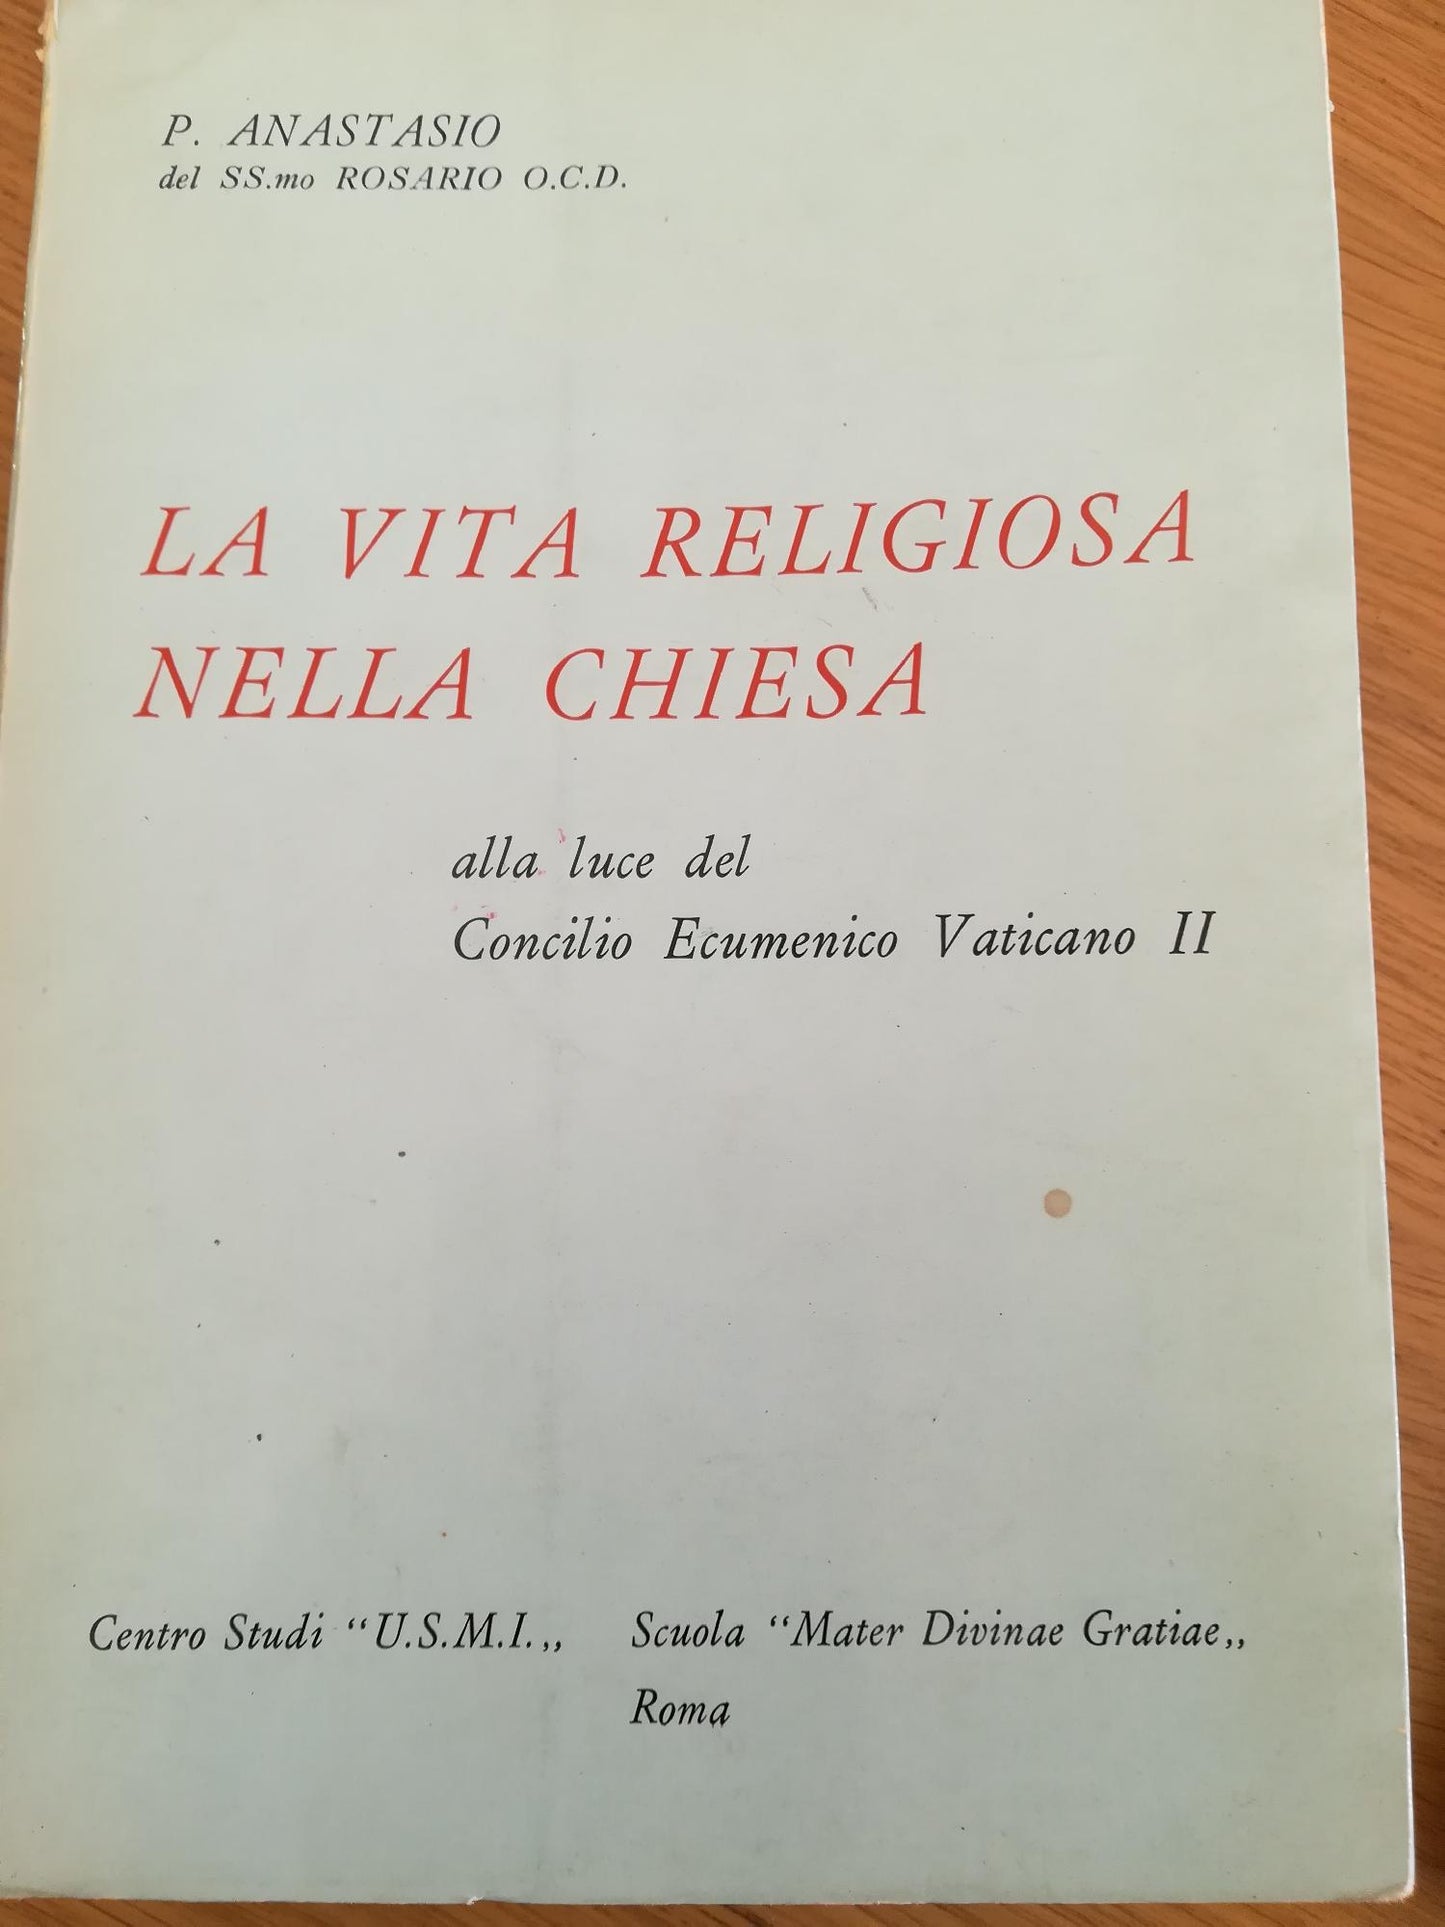 P. ANASTASIO
del SS.mo ROSARIO O.C.D.
LA VITA RELIGIOSA
NELLA CHIESA
alla luce del
Concilio Ecumenico Vaticano II
Centro Studi “U.S.M.I.„ Scuola “Mater Divinae Gratiae„
Roma